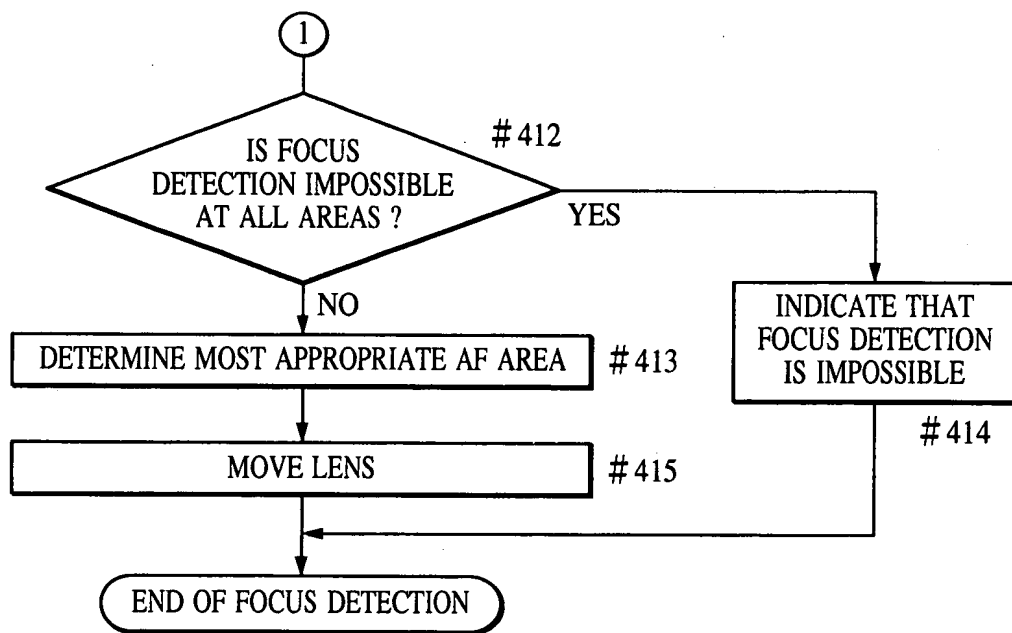 1
# 412
IS FOCUS
DETECTION IMPOSSIBLE
AT ALL AREAS ?
YES
NO
INDICATE THAT
FOCUS DETECTION
IS IMPOSSIBLE
# 414
DETERMINE MOST APPROPRIATE AF AREA
# 413
MOVE LENS
# 415
END OF FOCUS DETECTION